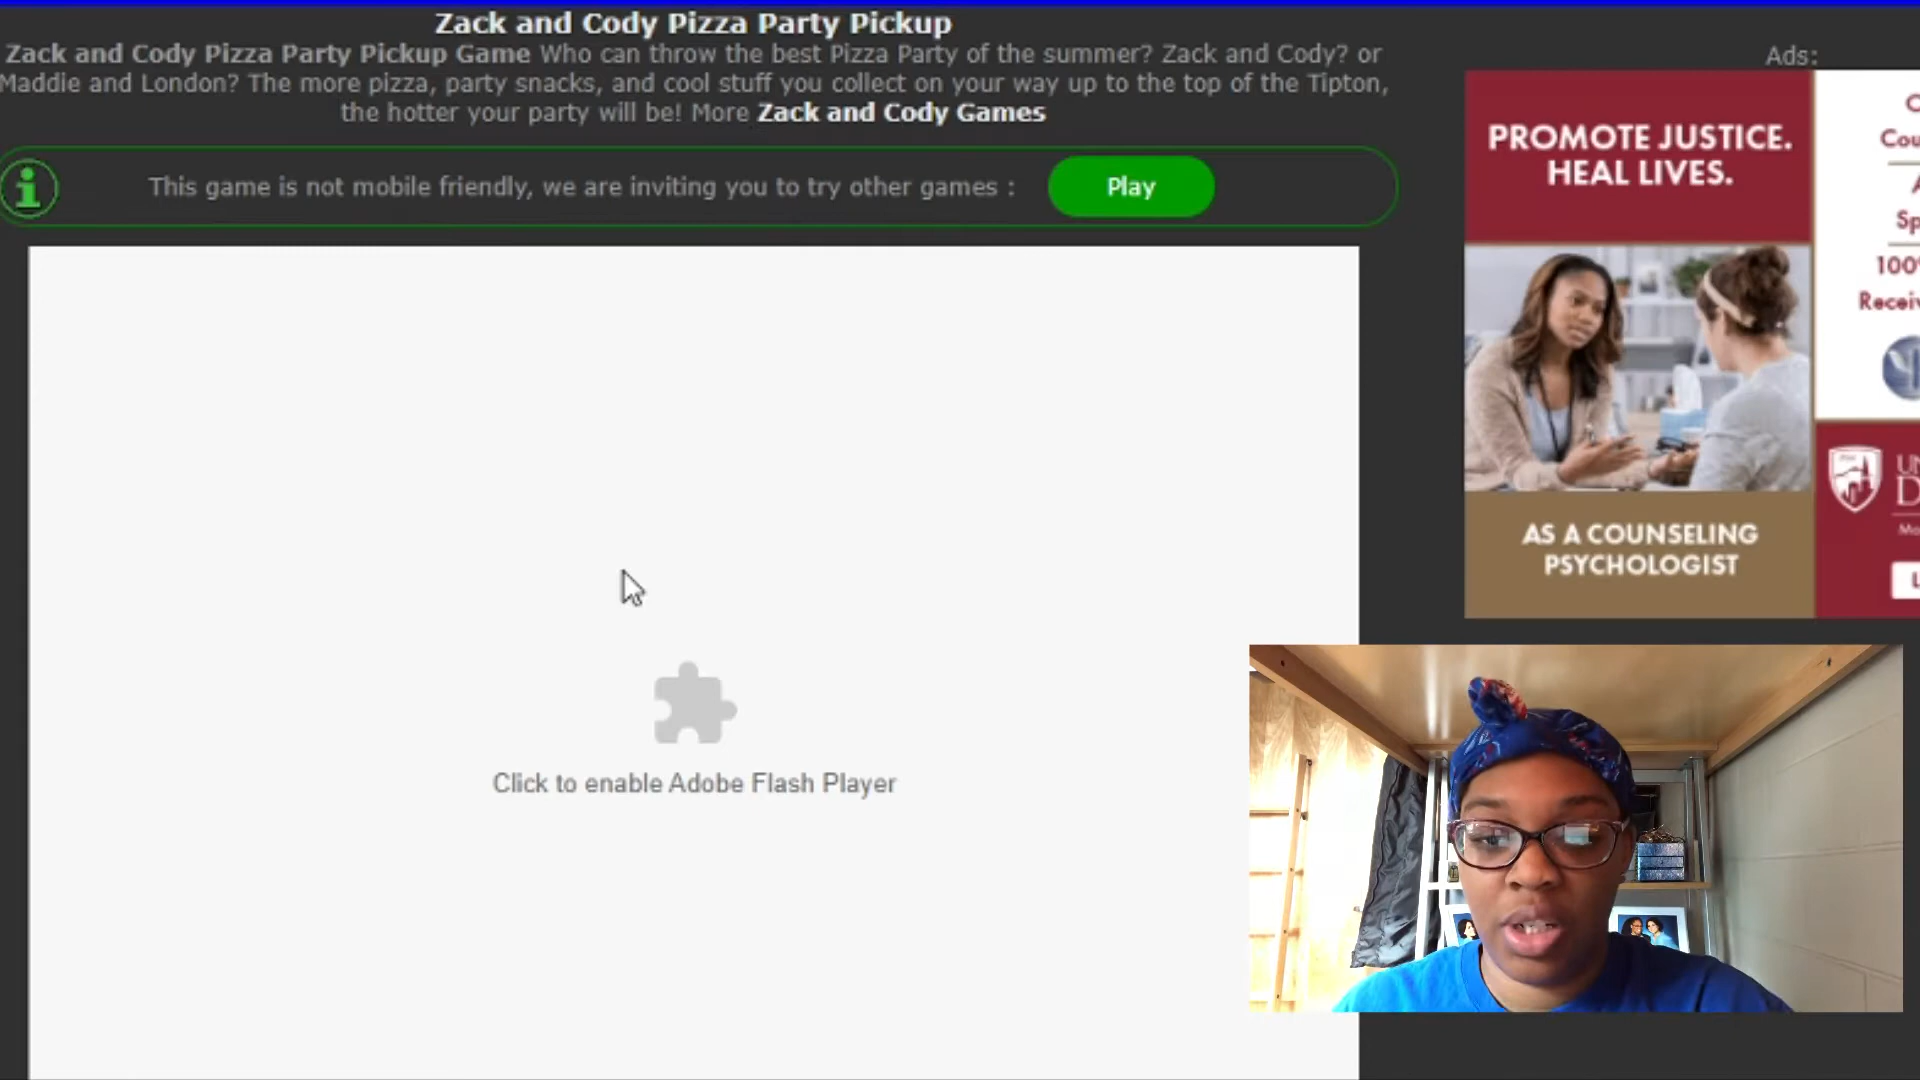 Zack and Cody Pizza Party Pickup
Zack and Cody Pizza Party Pickup Game Who can throw the best Pizza Party of the summer? Zack and Cody? or
Maddie and London? The more pizza, party snacks, and cool stuff you collect on your way up to the top of the Tipton,
the hotter your party will be! More Zack and Cody Games
This game is not mobile friendly, we are inviting you to try other games :
Play
Click to enable Adobe Flash Player
Ads:
PROMOTE JUSTICE.
HEAL LIVES.
AS A COUNSELING
PSYCHOLOGIST
100%